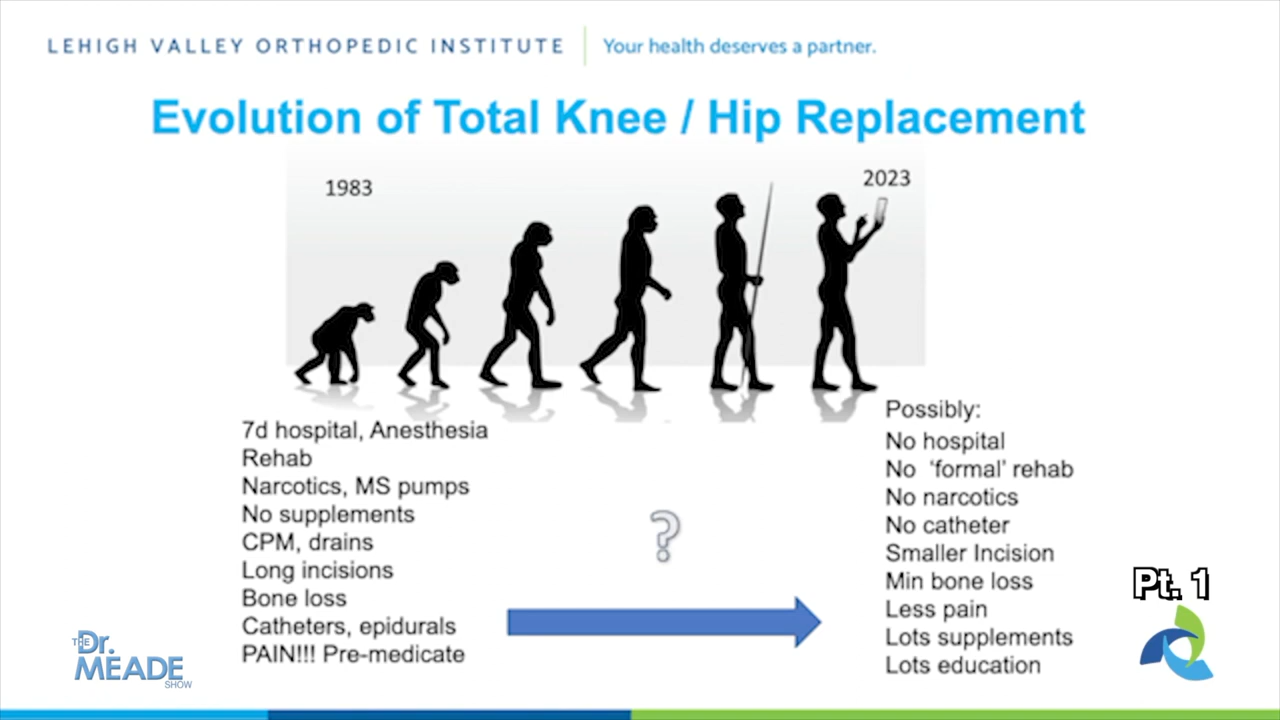 LEHIGH VALLEY ORTHOPEDIC INSTITUTE Your health deserves a partner.
Evolution of Total Knee / Hip Replacement
1983
2023
7d hospital, Anesthesia
Rehab
Narcotics, MS pumps
No supplements
CPM, drains
Long incisions
Bone loss
Catheters, epidurals
PAIN!!! Pre-medicate
?
Possibly:
No hospital
No ‘formal’ rehab
No narcotics
No catheter
Smaller Incision
Min bone loss
Less pain
Lots supplements
Lots education
Pt. 1
THE Dr.
MEADE
SHOW